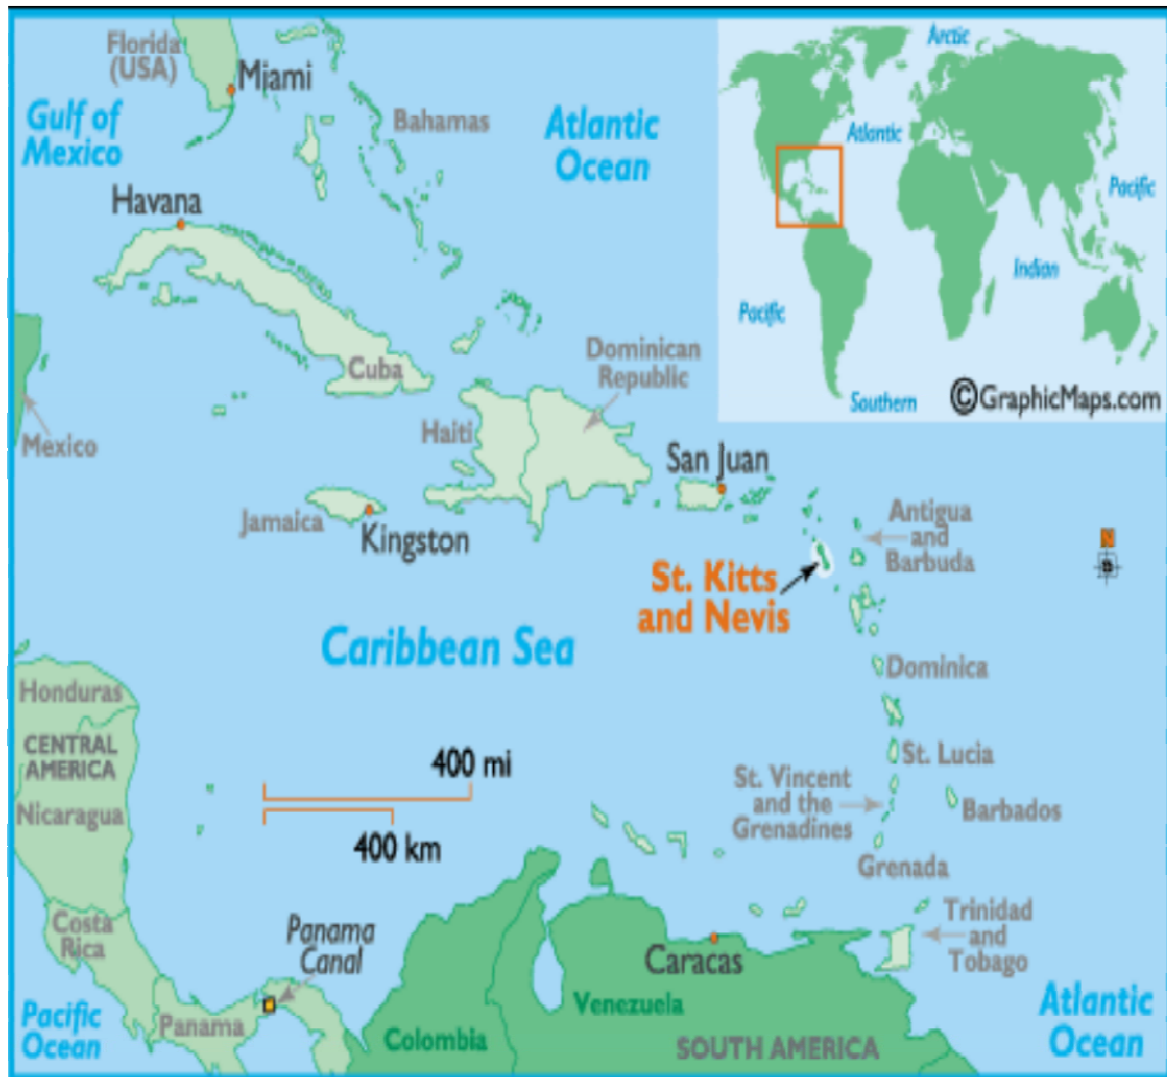 Florida
(USA)
Miami
Gulf of
Mexico
Bahamas
Atlantic
Ocean
Arctic
Atlantic
Pacific
Indian
Pacific
Southern
©GraphicMaps.com
Havana
Cuba
Dominican
Republic
Mexico
Haiti
San Juan
Jamaica
Kingston
Antigua
and
Barbuda
N
St. Kitts
and Nevis
Caribbean Sea
Dominica
Honduras
CENTRAL
AMERICA
Nicaragua
400 mi
400 km
St. Lucia
St. Vincent
and the
Grenadines
Barbados
Grenada
Costa
Rica
Panama
Canal
Trinidad
and
Tobago
Caracas
Venezuela
Pacific
Ocean
Panama
Colombia
SOUTH AMERICA
Atlantic
Ocean